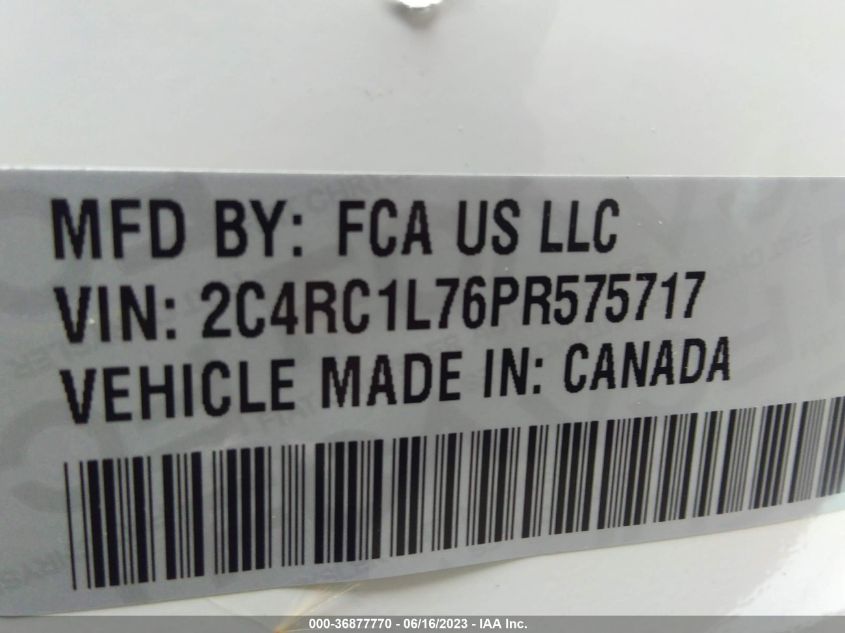 MFD BY: FCA US LLC
VIN: 2C4RC1L76PR575717
VEHICLE MADE IN: CANADA
000-36877770 - 06/16/2023 - IAA Inc.